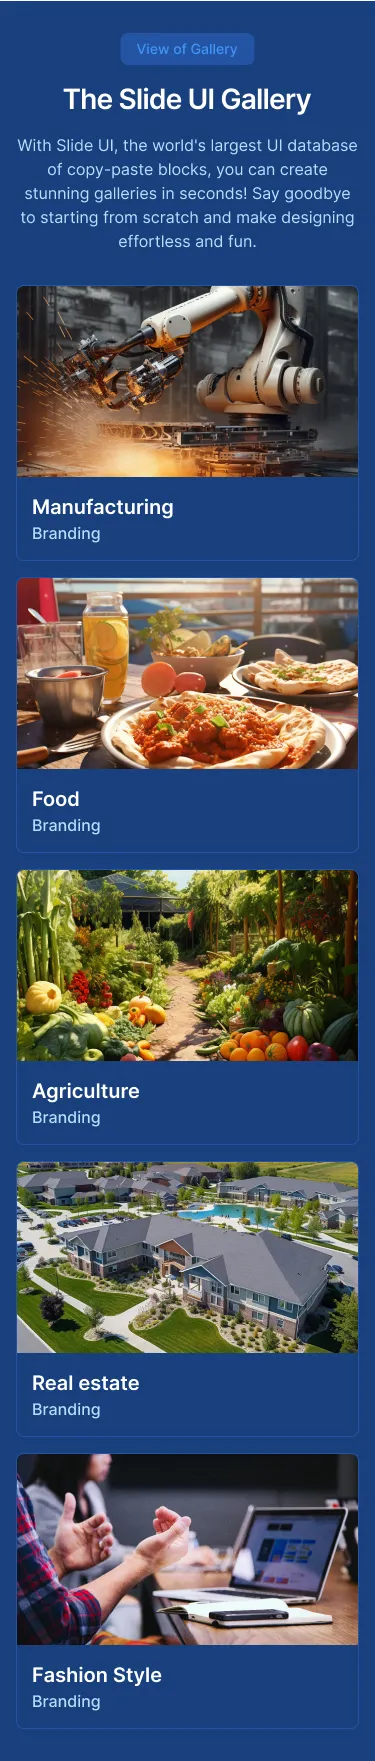 View of Gallery
The Slide UI Gallery
With Slide UI, the world's largest UI database
of copy-paste blocks, you can create
stunning galleries in seconds! Say goodbye
to starting from scratch and make designing
effortless and fun.
Manufacturing
Branding
Food
Branding
Agriculture
Branding
Real estate
Branding
Fashion Style
Branding